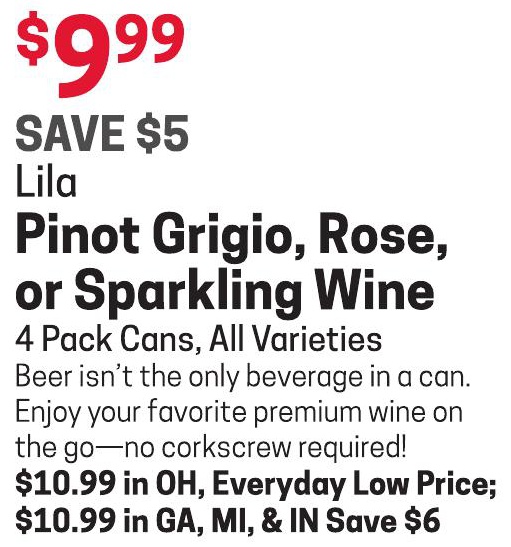 $9.99
SAVE $5
Lila
Pinot Grigio, Rose,
or Sparkling Wine
4 Pack Cans, All Varieties
Beer isn't the only beverage in a can.
Enjoy your favorite premium wine on
the go—no corkscrew required!
$10.99 in OH, Everyday Low Price;
$10.99 in GA, MI, & IN Save $6